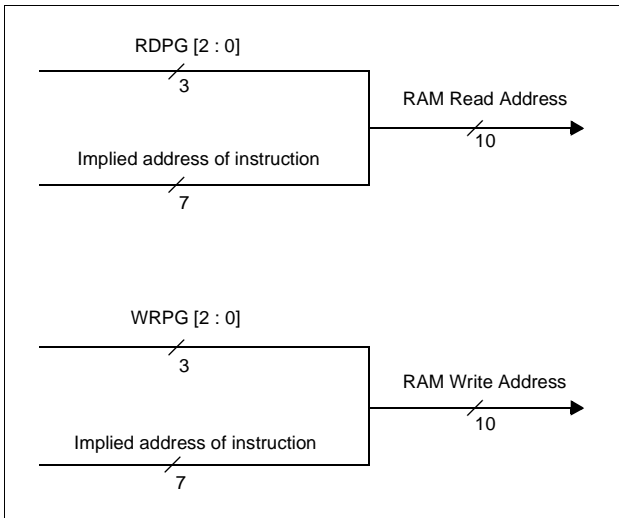 RDPG [2 : 0]
3
RAM Read Address
10
Implied address of instruction
7
WRPG [2 : 0]
3
RAM Write Address
10
Implied address of instruction
7